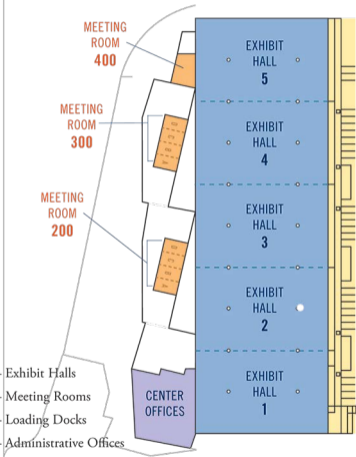 MEETING
ROOM
400
MEETING
ROOM
300
MEETING
ROOM
200
EXHIBIT
HALL
5
EXHIBIT
HALL
4
EXHIBIT
HALL
3
EXHIBIT
HALL
2
EXHIBIT
HALL
1
CENTER
OFFICES
Exhibit Halls
Meeting Rooms
Loading Docks
Administrative Offices